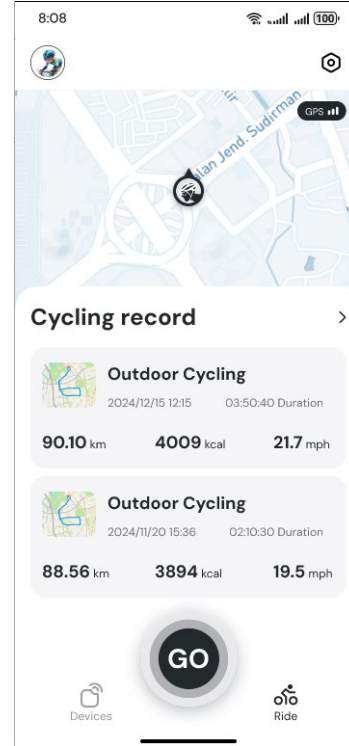 8:08
100
GPS
Jalan Jend. Sudirman
Cycling record
Outdoor Cycling
2024/12/15 12:15 03:50:40 Duration
90.10 km 4009 kcal 21.7 mph
Outdoor Cycling
2024/11/20 15:36 02:10:30 Duration
88.56 km 3894 kcal 19.5 mph
GO
Devices
Ride